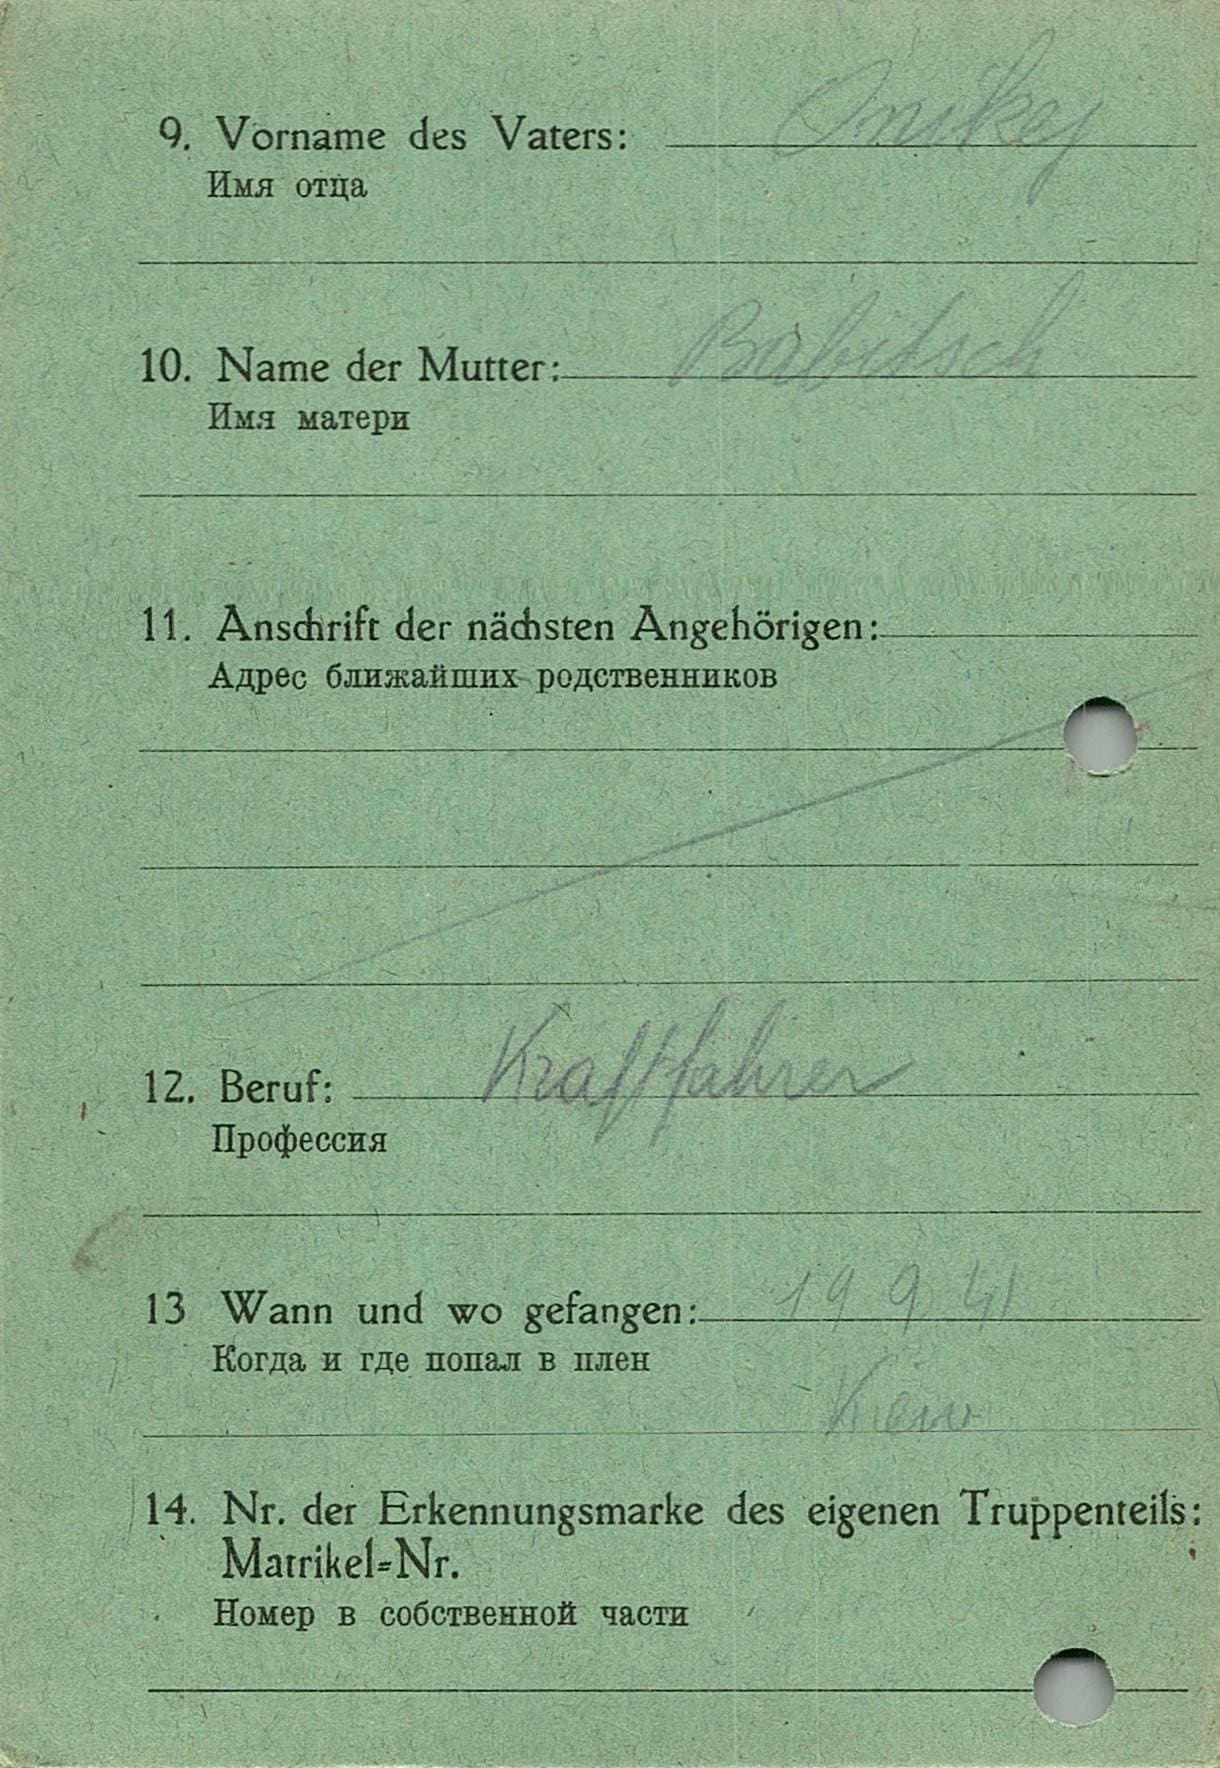 9. Vorname des Vaters: Onikej
Имя отца
10. Name der Mutter: Babitsch
Имя матери
11. Anschrift der nächsten Angehörigen:
Адрес ближайших родственников
12. Beruf: Kraftfahrer
Профессия
13 Wann und wo gefangen: 19 9 41
Когда и где попал в плен
Kiew
14. Nr. der Erkennungsmarke des eigenen Truppenteils:
Matrikel=Nr.
Номер в собственной части